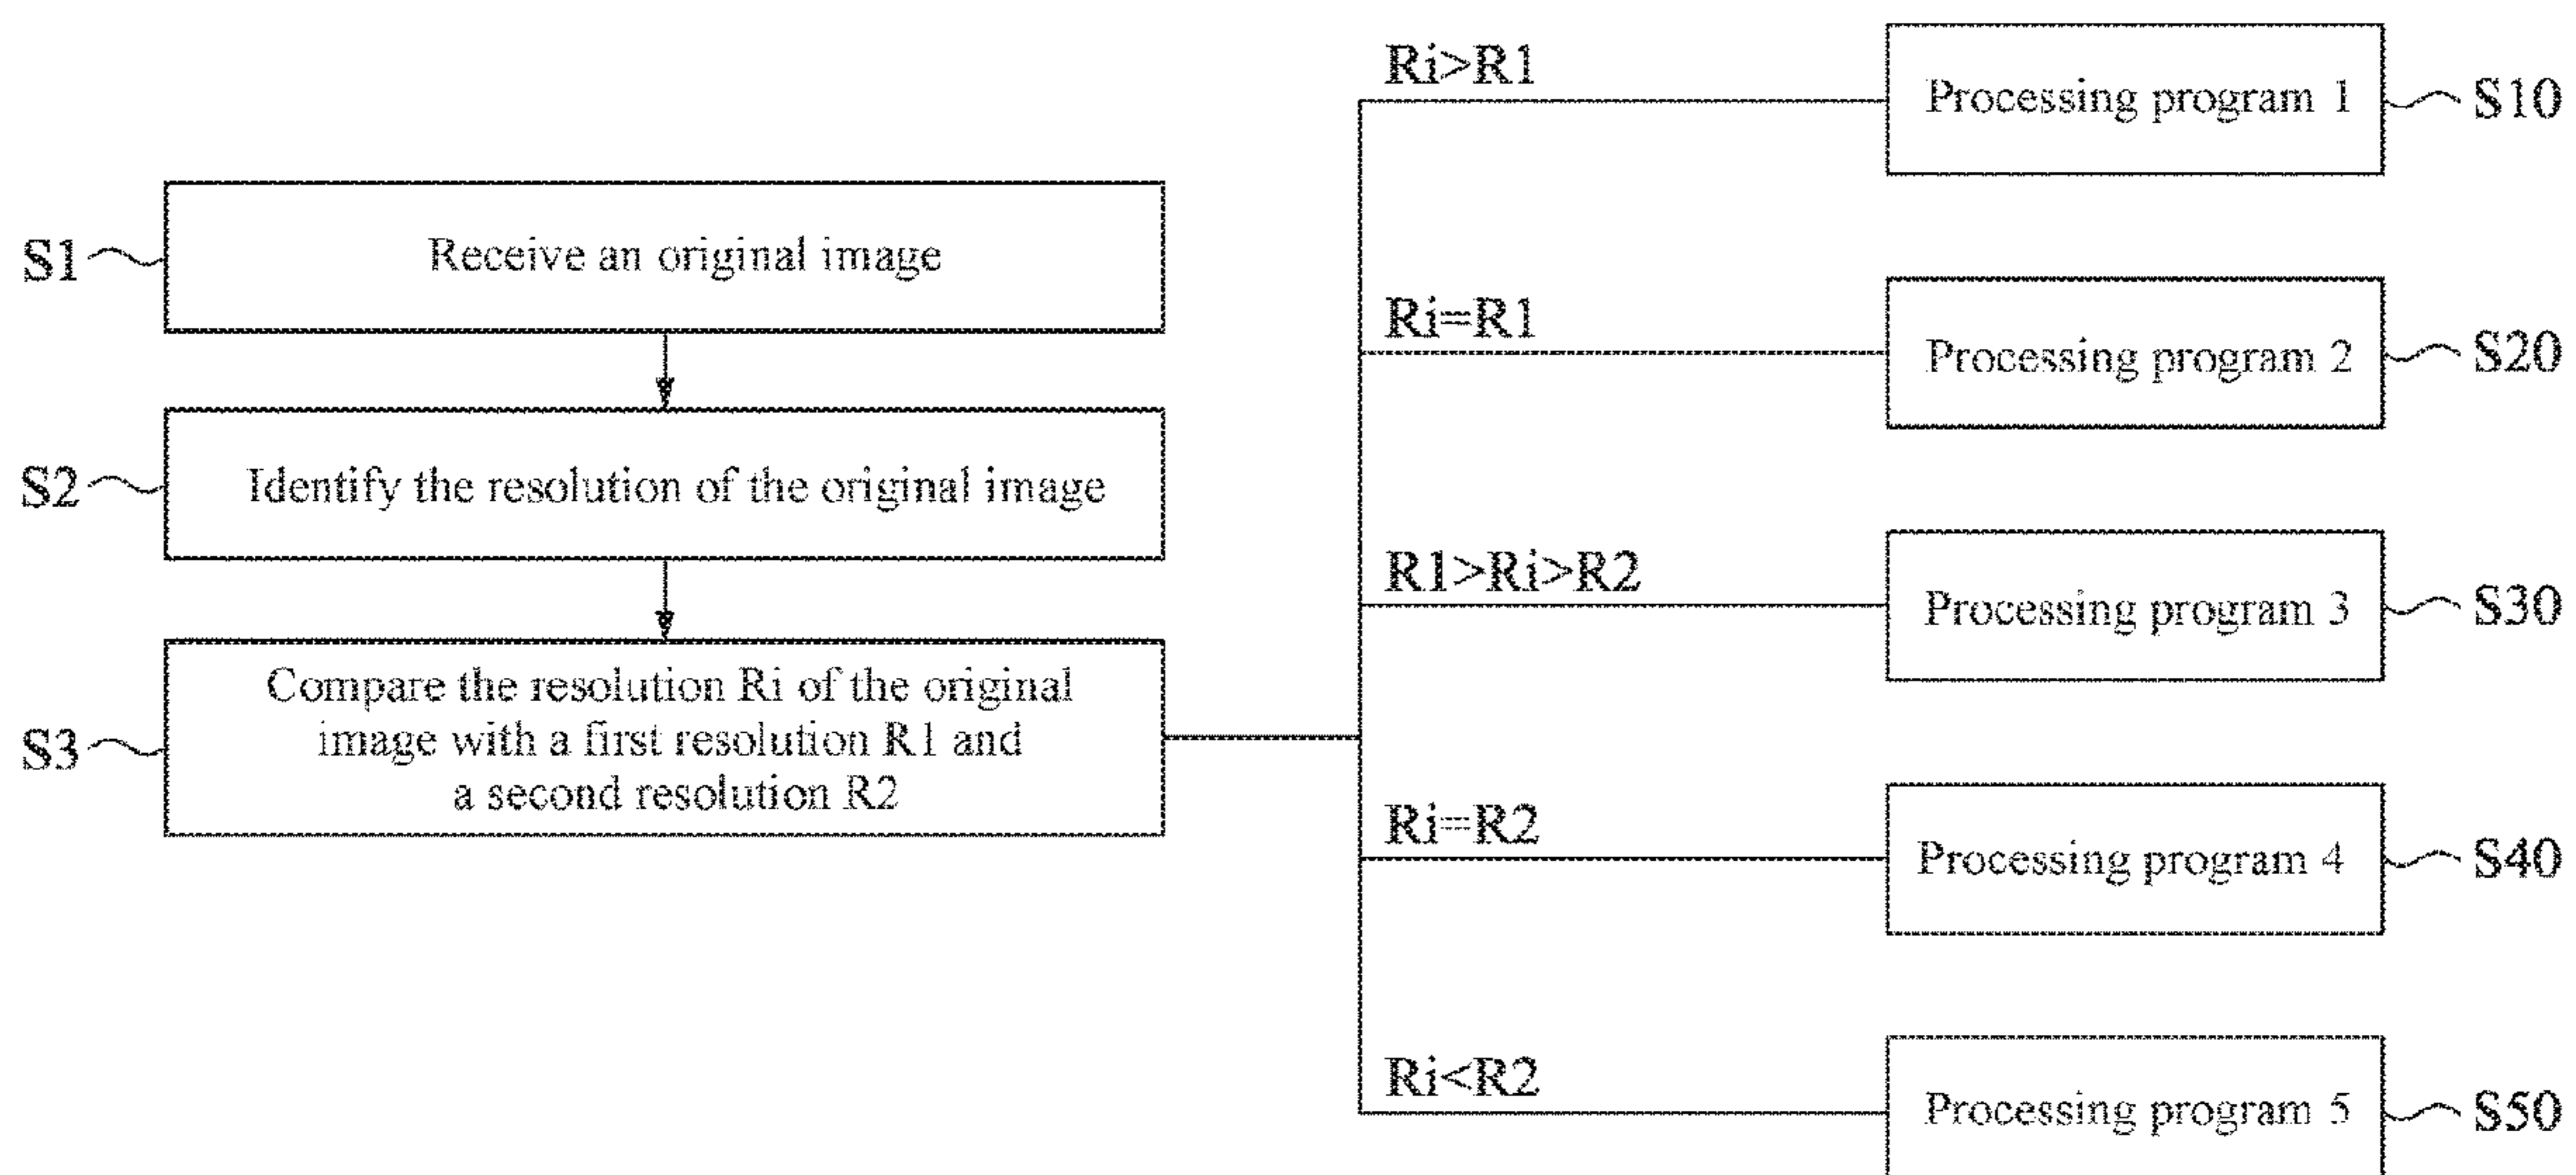 S1
Receive an original image
S2
Identify the resolution of the original image
S3
Compare the resolution Ri of the original
image with a first resolution R1 and
a second resolution R2
Ri>R1
Processing program 1
S10
Ri=R1
Processing program 2
S20
R1>Ri>R2
Processing program 3
S30
Ri=R2
Processing program 4
S40
Ri<R2
Processing program 5
S50